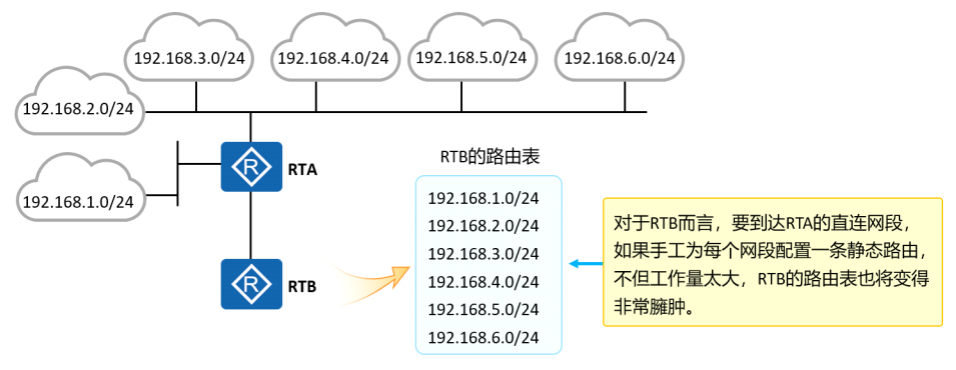 192.168.3.0/24
192.168.4.0/24
192.168.5.0/24
192.168.6.0/24
192.168.2.0/24
192.168.1.0/24
R
RTA
R
RTB
RTB的路由表
192.168.1.0/24
192.168.2.0/24
192.168.3.0/24
192.168.4.0/24
192.168.5.0/24
192.168.6.0/24
对于RTB而言，要到达RTA的直连网段，
如果手工为每个网段配置一条静态路由，
不但工作量太大，RTB的路由表也将变得
非常臃肿。